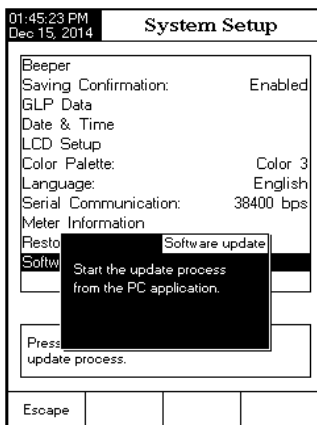 01:45:23 PM
Dec 15, 2014
System Setup
Beeper
Saving Confirmation: Enabled
GLP Data
Date & Time
LCD Setup
Color Palette: Color 3
Language: English
Serial Communication: 38400 bps
Meter Information
Resto
Softw
Software update
Start the update process
from the PC application.
Press
update process.
Escape